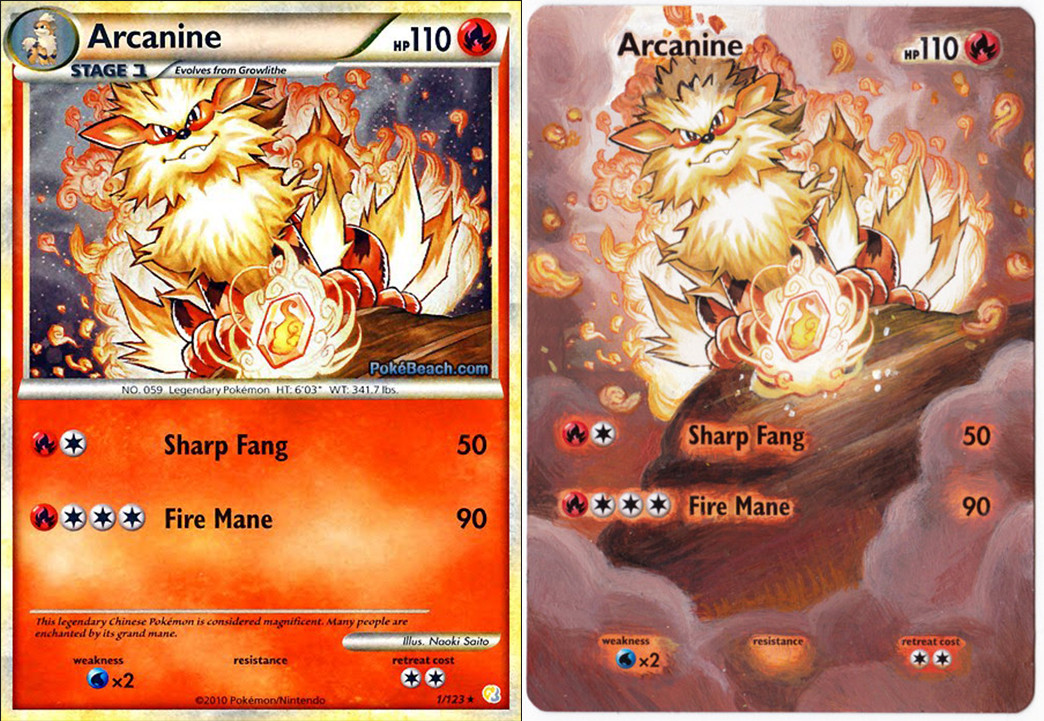 Arcanine
HP110
STAGE 1
Evolves from Growlithe
PokéBeach.com
NO. 059 Legendary Pokémon HT: 6'03" WT: 341.7 lbs.
Sharp Fang 50
Fire Mane 90
This legendary Chinese Pokémon is considered magnificent. Many people are
enchanted by its grand mane.
Illus. Naoki Saito
weakness resistance retreat cost
×2
©2010 Pokémon/Nintendo 1/123★
Arcanine
HP110
Sharp Fang 50
Fire Mane 90
weakness resistance retreat cost
×2